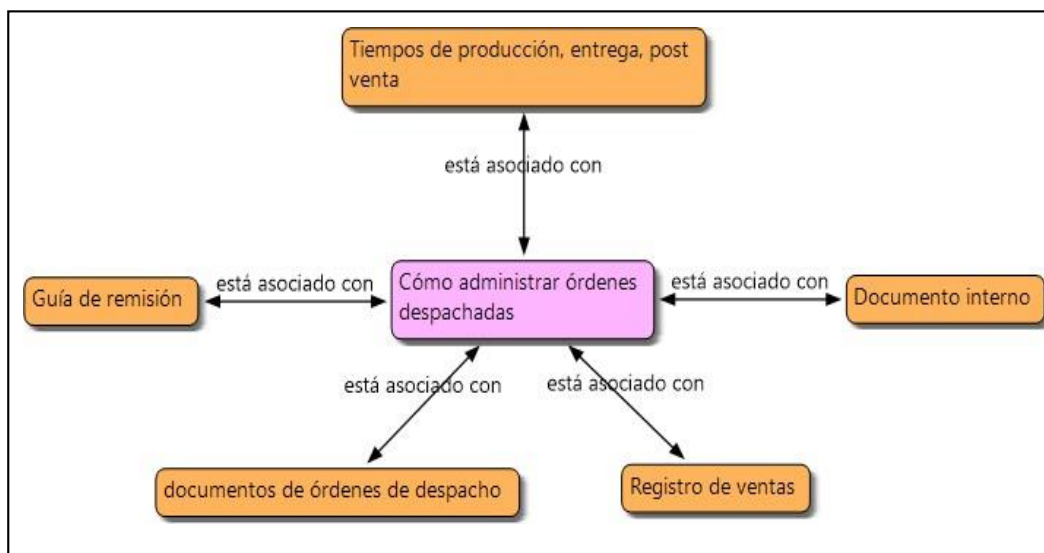 Tiempos de producción, entrega, post
venta
está asociado con
Guía de remisión
está asociado con
Cómo administrar órdenes
despachadas
está asociado con
Documento interno
está asociado con
está asociado con
documentos de órdenes de despacho
Registro de ventas